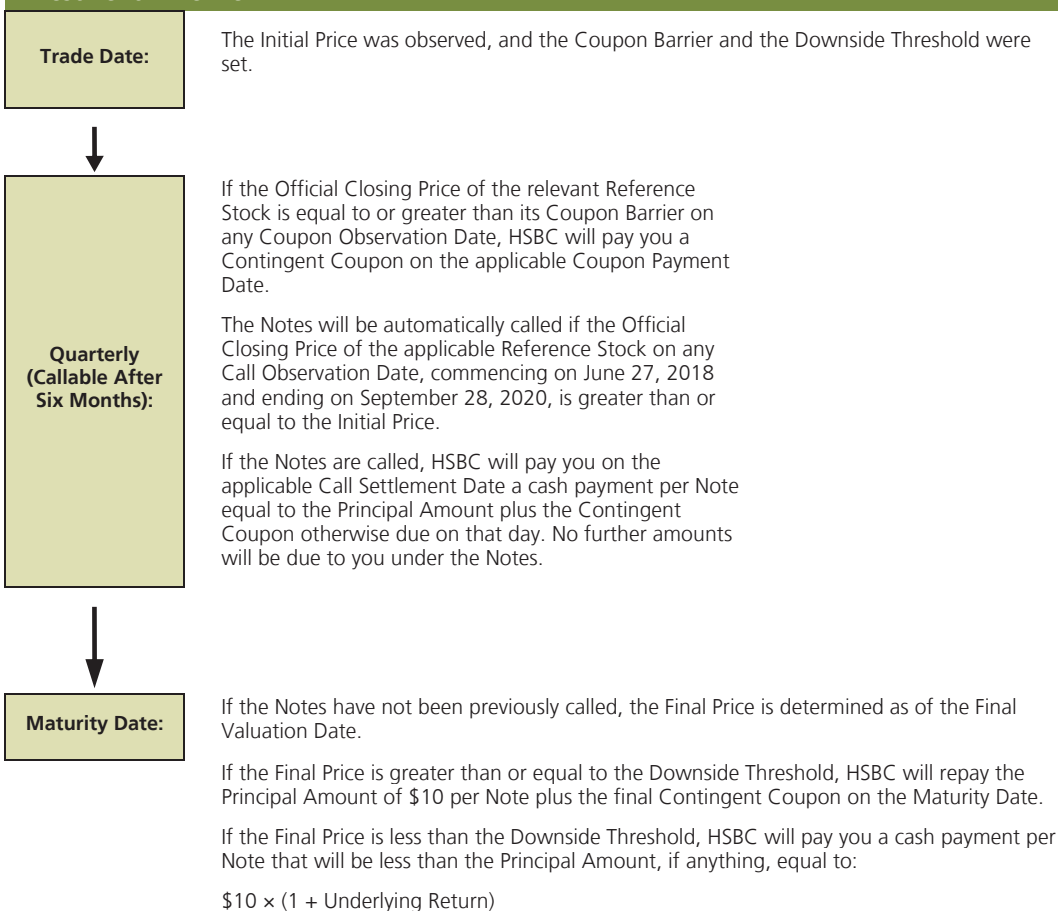 Trade Date:
The Initial Price was observed, and the Coupon Barrier and the Downside Threshold were
set.
Quarterly
(Callable After
Six Months):
If the Official Closing Price of the relevant Reference
Stock is equal to or greater than its Coupon Barrier on
any Coupon Observation Date, HSBC will pay you a
Contingent Coupon on the applicable Coupon Payment
Date.
The Notes will be automatically called if the Official
Closing Price of the applicable Reference Stock on any
Call Observation Date, commencing on June 27, 2018
and ending on September 28, 2020, is greater than or
equal to the Initial Price.
If the Notes are called, HSBC will pay you on the
applicable Call Settlement Date a cash payment per Note
equal to the Principal Amount plus the Contingent
Coupon otherwise due on that day. No further amounts
will be due to you under the Notes.
Maturity Date:
If the Notes have not been previously called, the Final Price is determined as of the Final
Valuation Date.
If the Final Price is greater than or equal to the Downside Threshold, HSBC will repay the
Principal Amount of $10 per Note plus the final Contingent Coupon on the Maturity Date.
If the Final Price is less than the Downside Threshold, HSBC will pay you a cash payment per
Note that will be less than the Principal Amount, if anything, equal to:
$10 × (1 + Underlying Return)